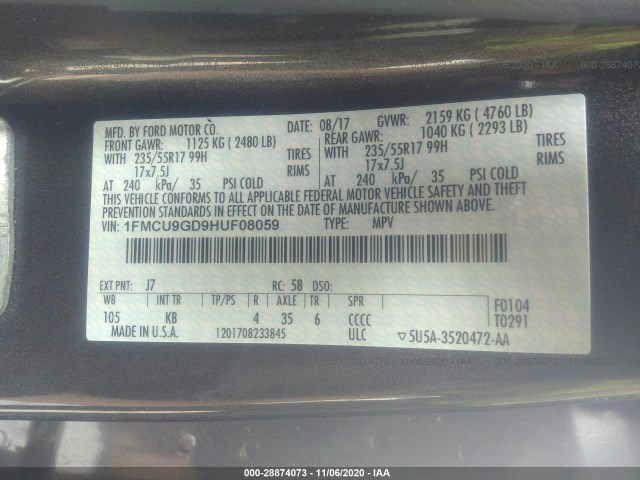 000-28874073 - 11/06/2020 - IAA
MFD. BY FORD MOTOR CO. DATE: 08/17 GVWR: 2159 KG ( 4760 LB)
FRONT GAWR: 1125 KG ( 2480 LB) REAR GAWR: 1040 KG ( 2293 LB)
WITH 235/55R17 99H TIRES WITH 235/55R17 99H TIRES
17x7.5J RIMS 17x7.5J RIMS
AT 240 kPa/ 35 PSI COLD AT 240 kPa/ 35 PSI COLD
THIS VEHICLE CONFORMS TO ALL APPLICABLE FEDERAL MOTOR VEHICLE SAFETY AND THEFT
PREVENTION STANDARDS IN EFFECT ON THE DATE OF MANUFACTURE SHOWN ABOVE.
VIN: 1FMCU9GD9HUF08059 TYPE: MPV
EXT PNT: J7 RC: 58 DSO:
WB INT TR TP/PS R AXLE TR SPR F0104
105 KB 4 35 6 CCCC T0291
MADE IN U.S.A. 1201708233845 ULC ▽5U5A-3520472-AA
000-28874073 - 11/06/2020 - IAA